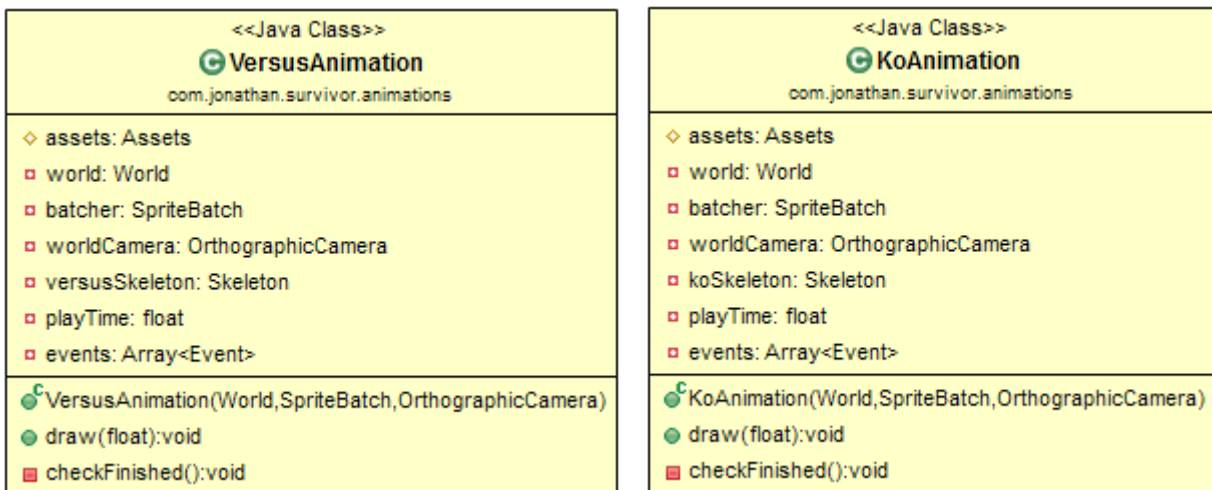 <<Java Class>>
VersusAnimation
com.jonathan.survivor.animations
assets: Assets
world: World
batcher: SpriteBatch
worldCamera: OrthographicCamera
versusSkeleton: Skeleton
playTime: float
events: Array<Event>
VersusAnimation(World,SpriteBatch,OrthographicCamera)
draw(float):void
checkFinished():void
<<Java Class>>
KoAnimation
com.jonathan.survivor.animations
assets: Assets
world: World
batcher: SpriteBatch
worldCamera: OrthographicCamera
koSkeleton: Skeleton
playTime: float
events: Array<Event>
KoAnimation(World,SpriteBatch,OrthographicCamera)
draw(float):void
checkFinished():void